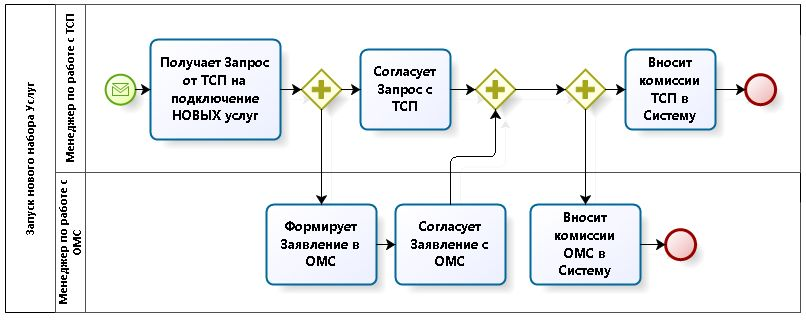 Запуск нового набора Услуг
Менеджер по работе с ТСП
Получает Запрос
от ТСП на
подключение
НОВЫХ услуг
Согласует
Запрос с
ТСП
Вносит
комиссии
ТСП в
Систему
Менеджер по работе с
ОМС
Формирует
Заявление в
ОМС
Согласует
Заявление с
ОМС
Вносит
комиссии
ОМС в
Систему